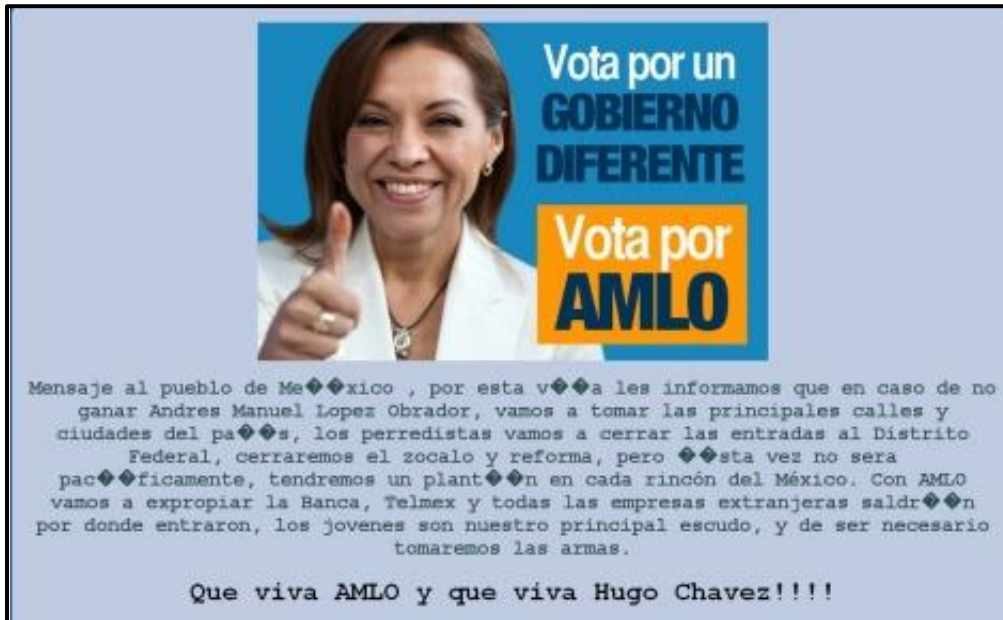 Vota por un
GOBIERNO
DIFERENTE
Vota por
AMLO
Mensaje al pueblo de Me��xico , por esta v��a les informamos que en caso de no
ganar Andres Manuel Lopez Obrador, vamos a tomar las principales calles y
ciudades del pa��s, los perredistas vamos a cerrar las entradas al Distrito
Federal, cerraremos el zocalo y reforma, pero ��sta vez no sera
pac��ficamente, tendremos un plant��n en cada rincón del México. Con AMLO
vamos a expropiar la Banca, Telmex y todas las empresas extranjeras saldr��n
por donde entraron, los jovenes son nuestro principal escudo, y de ser necesario
tomaremos las armas.
Que viva AMLO y que viva Hugo Chavez!!!!